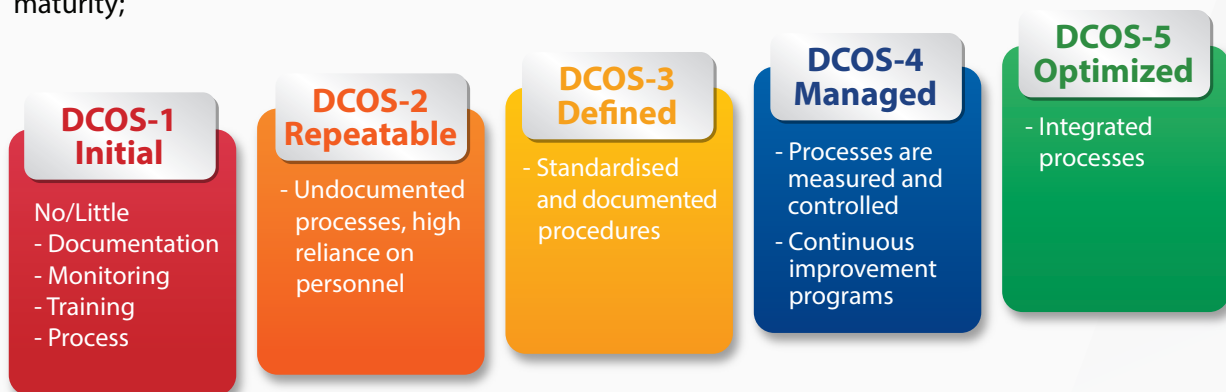 maturity;
DCOS-1
Initial
No/Little
- Documentation
- Monitoring
- Training
- Process
DCOS-2
Repeatable
- Undocumented
processes, high
reliance on
personnel
DCOS-3
Defined
- Standardised
and documented
procedures
DCOS-4
Managed
- Processes are
measured and
controlled
- Continuous
improvement
programs
DCOS-5
Optimized
- Integrated
processes